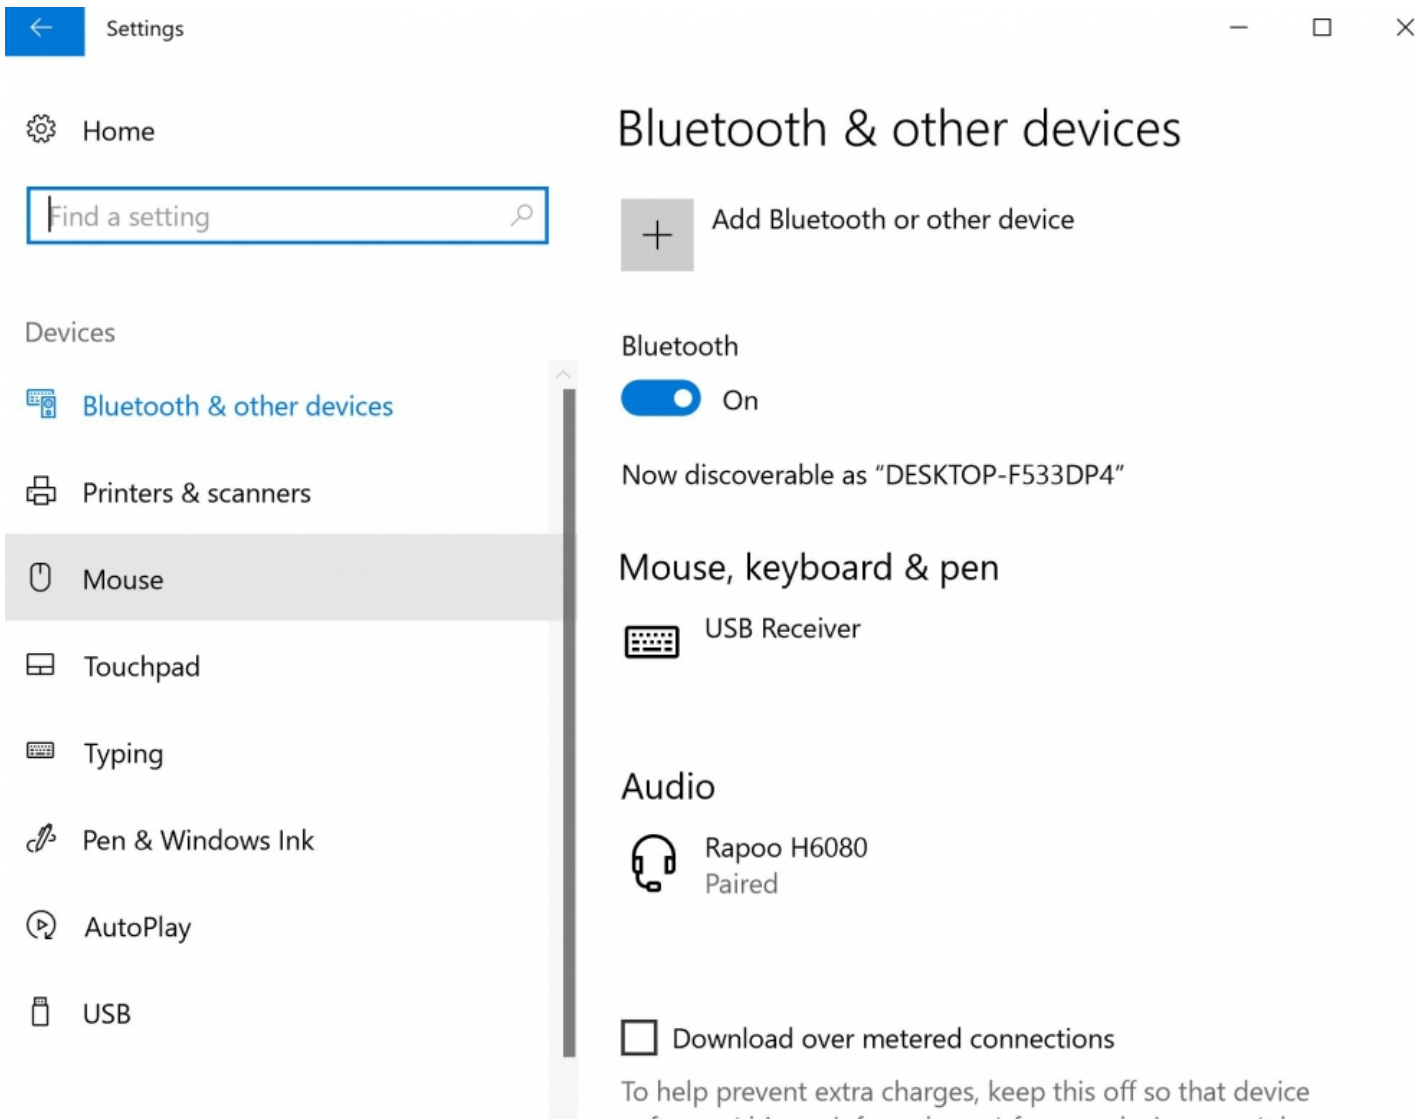 Settings
Home
Find a setting
Devices
Bluetooth & other devices
Printers & scanners
Mouse
Touchpad
Typing
Pen & Windows Ink
AutoPlay
USB
Bluetooth & other devices
Add Bluetooth or other device
Bluetooth
On
Now discoverable as “DESKTOP-F533DP4”
Mouse, keyboard & pen
USB Receiver
Audio
Rapoo H6080
Paired
Download over metered connections
To help prevent extra charges, keep this off so that device